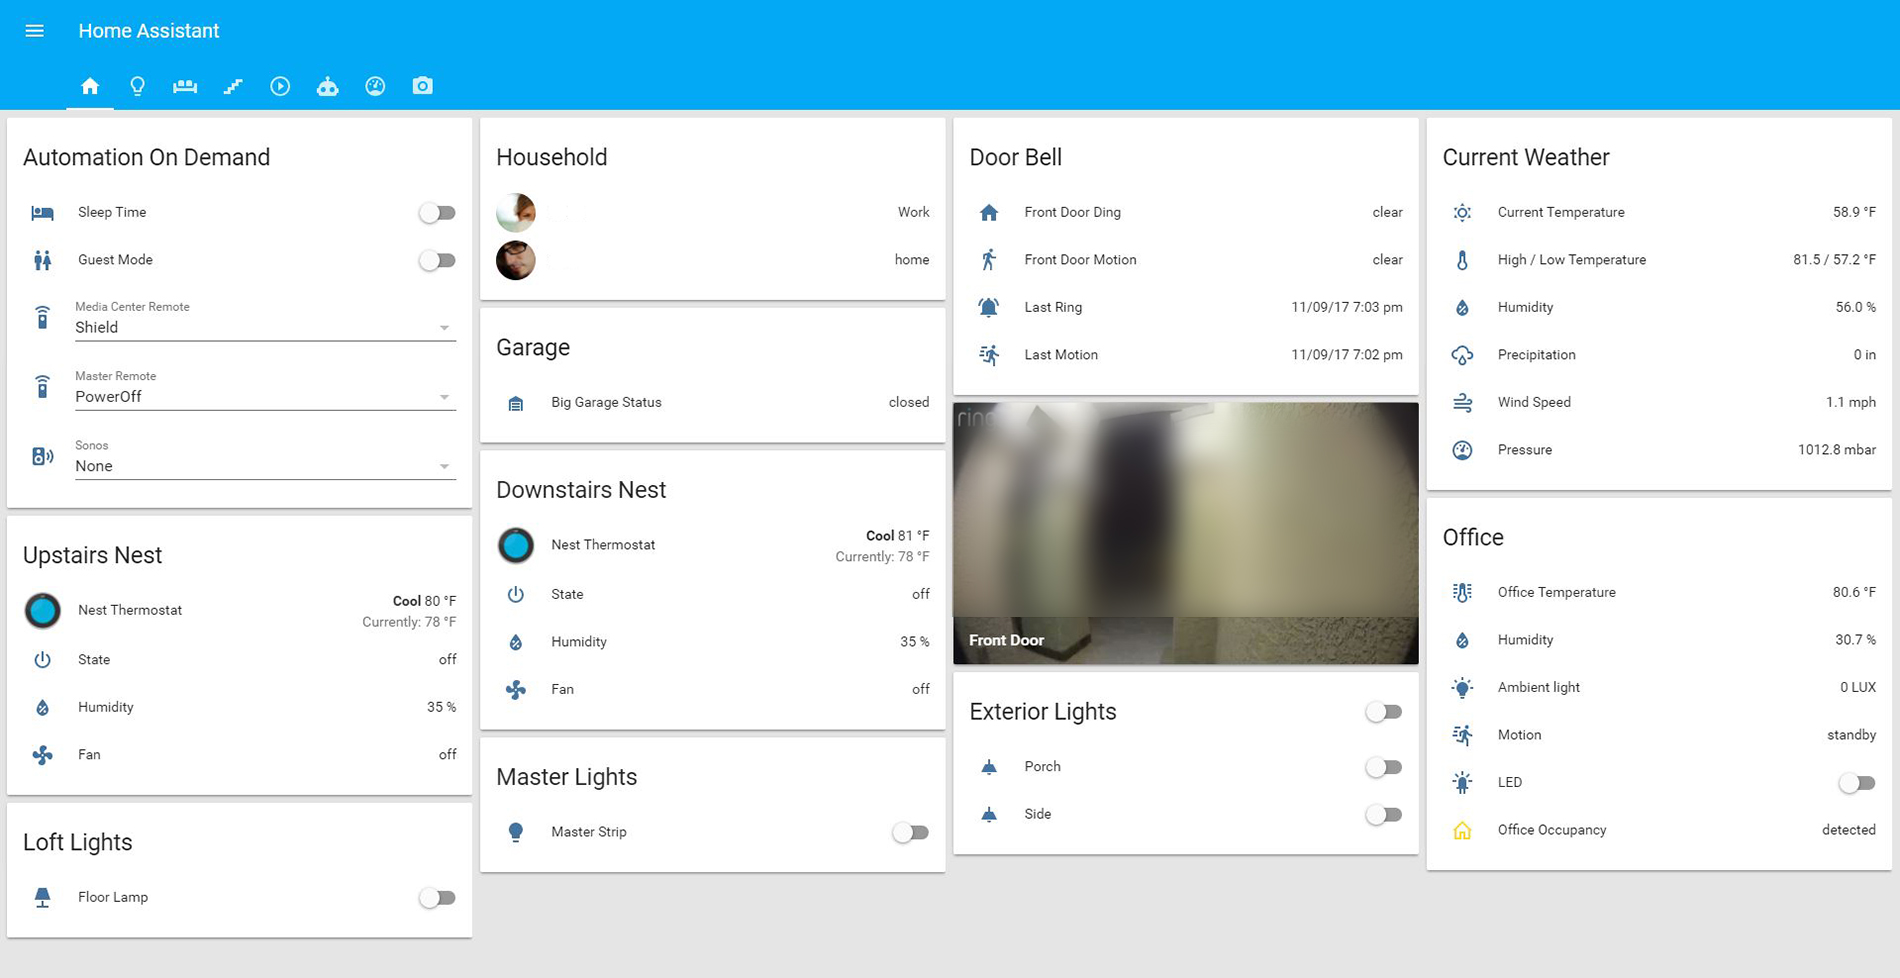 Home Assistant
Automation On Demand
Sleep Time
Guest Mode
Media Center Remote
Shield
Master Remote
PowerOff
Sonos
None
Upstairs Nest
Nest Thermostat
Cool 80 °F
Currently: 78 °F
State off
Humidity 35 %
Fan off
Loft Lights
Floor Lamp
Household
Work
home
Garage
Big Garage Status closed
Downstairs Nest
Nest Thermostat
Cool 81 °F
Currently: 78 °F
State off
Humidity 35 %
Fan off
Master Lights
Master Strip
Door Bell
Front Door Ding clear
Front Door Motion clear
Last Ring 11/09/17 7:03 pm
Last Motion 11/09/17 7:02 pm
ring
Front Door
Exterior Lights
Porch
Side
Current Weather
Current Temperature 58.9 °F
High / Low Temperature 81.5 / 57.2 °F
Humidity 56.0 %
Precipitation 0 in
Wind Speed 1.1 mph
Pressure 1012.8 mbar
Office
Office Temperature 80.6 °F
Humidity 30.7 %
Ambient light 0 LUX
Motion standby
LED
Office Occupancy detected